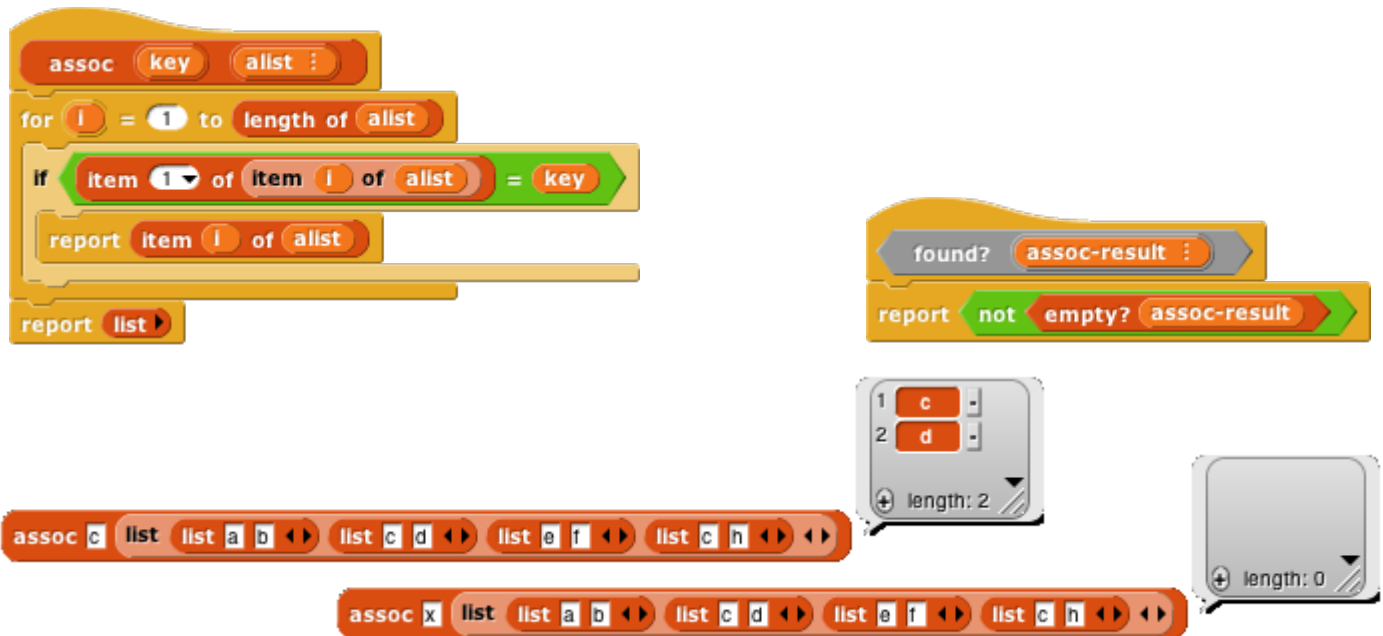 assoc key alist
for i = 1 to length of alist
if item 1 of item i of alist = key
report item i of alist
report list
found? assoc-result
report not empty? assoc-result
1 c -
2 d -
+ length: 2
assoc c list list a b list c d list e f list c h
+ length: 0
assoc x list list a b list c d list e f list c h